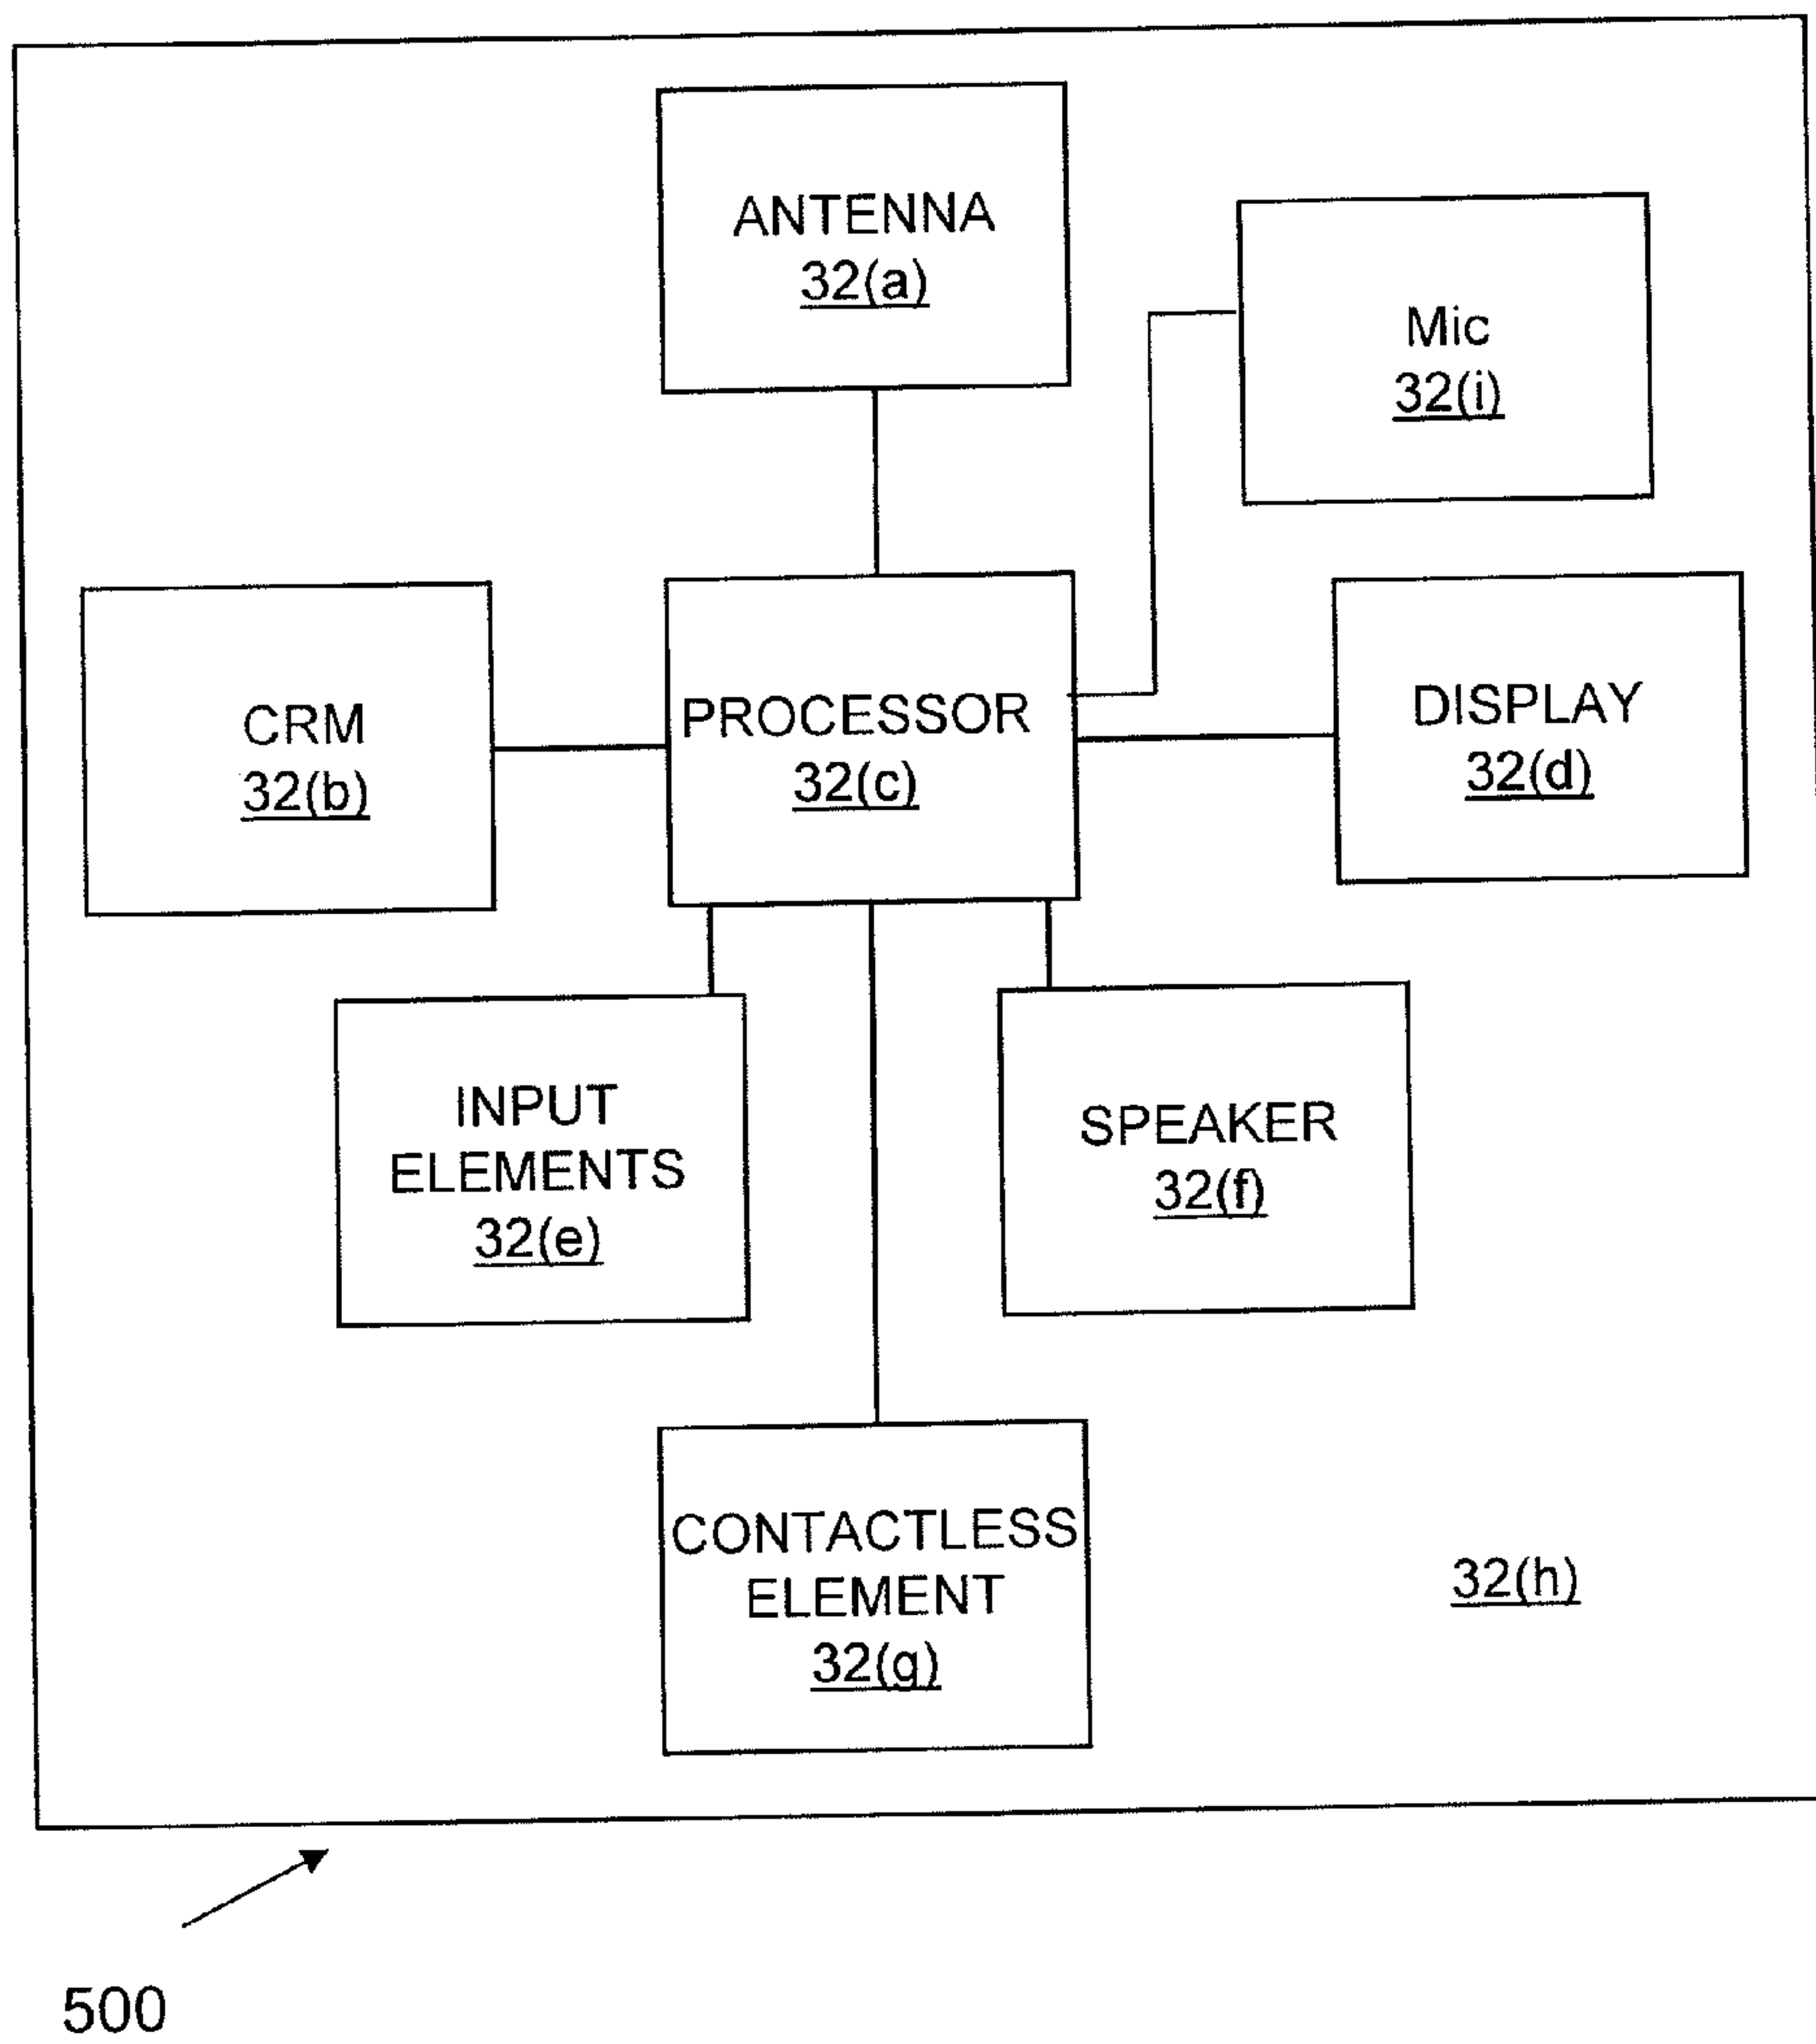 ANTENNA
32(a)
Mic
32(i)
CRM
32(b)
PROCESSOR
32(c)
DISPLAY
32(d)
INPUT
ELEMENTS
32(e)
SPEAKER
32(f)
CONTACTLESS
ELEMENT
32(g)
32(h)
500